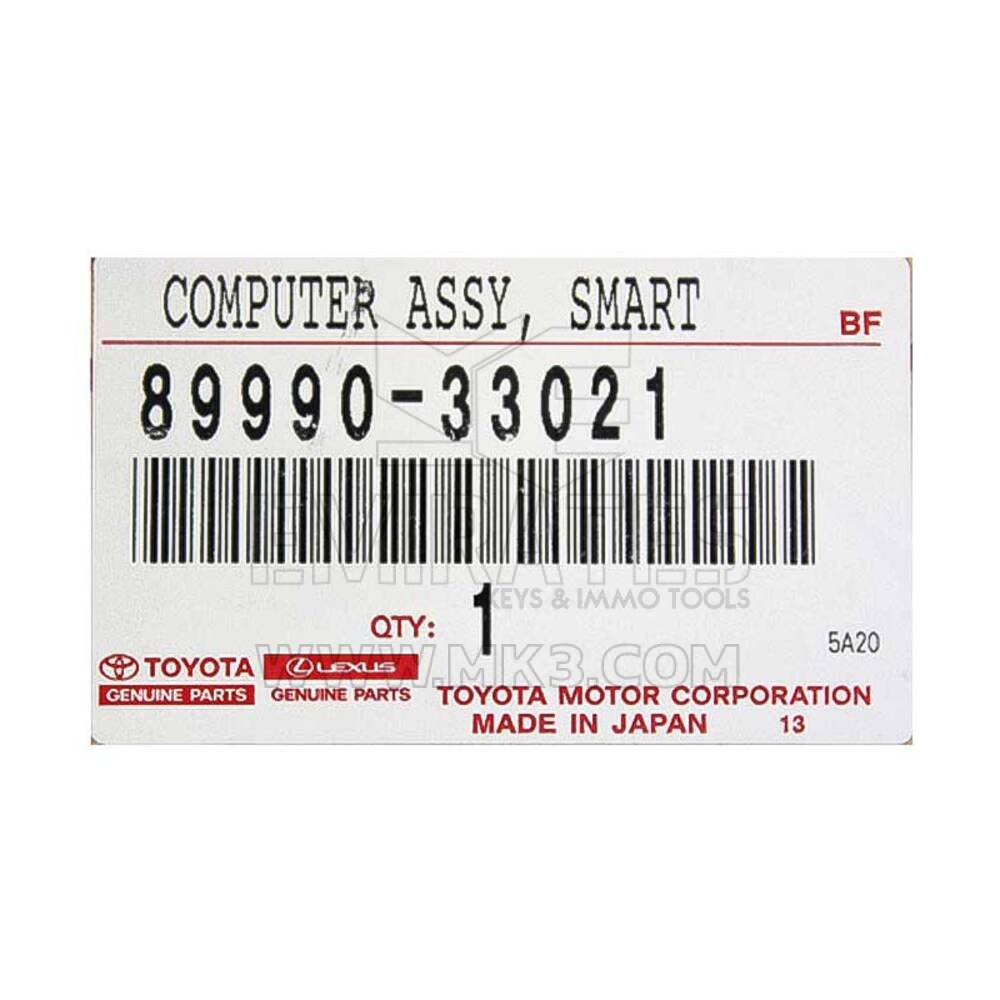 COMPUTER ASSY, SMART
BF
89990-33021
EMIRATES
KEYS & IMMO TOOLS
QTY: 1
5A20
WWW.MK3.COM
TOYOTA LEXUS
GENUINE PARTS GENUINE PARTS
TOYOTA MOTOR CORPORATION
MADE IN JAPAN 13